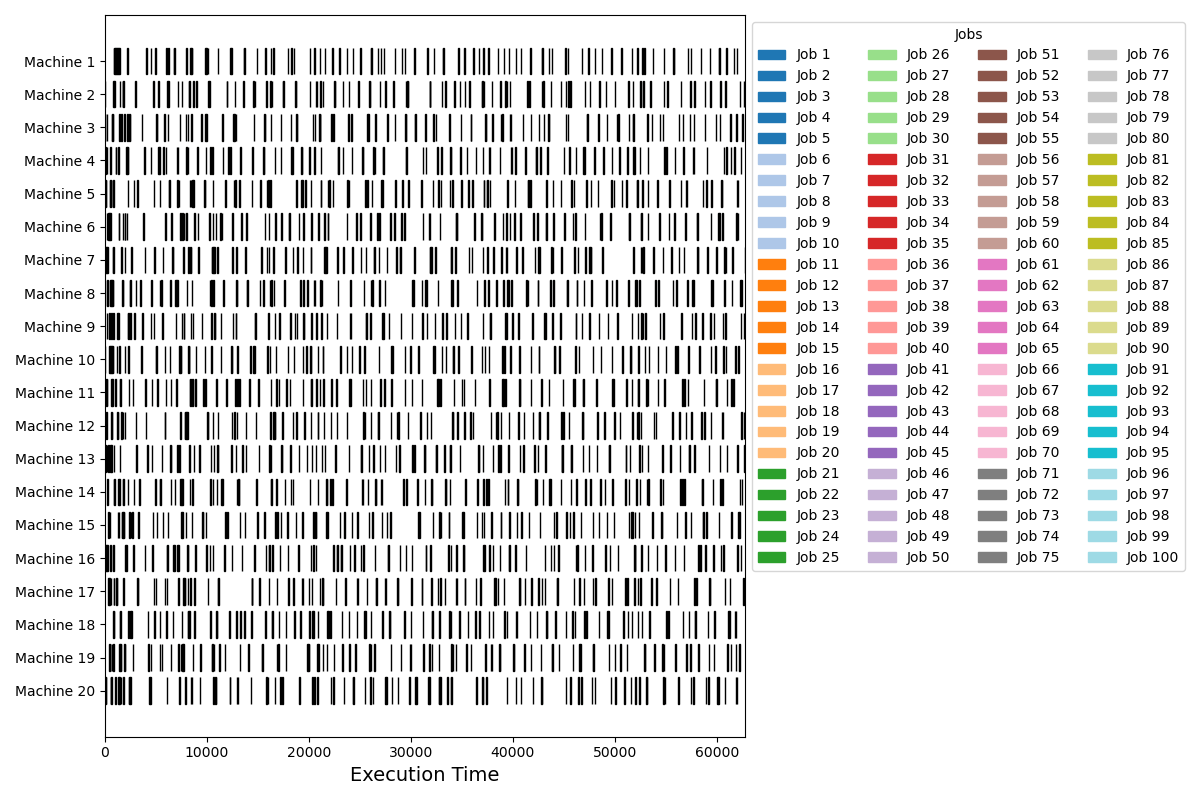 Machine 1
Machine 2
Machine 3
Machine 4
Machine 5
Machine 6
Machine 7
Machine 8
Machine 9
Machine 10
Machine 11
Machine 12
Machine 13
Machine 14
Machine 15
Machine 16
Machine 17
Machine 18
Machine 19
Machine 20
0 10000 20000 30000 40000 50000 60000
Execution Time
Jobs
Job 1
Job 2
Job 3
Job 4
Job 5
Job 6
Job 7
Job 8
Job 9
Job 10
Job 11
Job 12
Job 13
Job 14
Job 15
Job 16
Job 17
Job 18
Job 19
Job 20
Job 21
Job 22
Job 23
Job 24
Job 25
Job 26
Job 27
Job 28
Job 29
Job 30
Job 31
Job 32
Job 33
Job 34
Job 35
Job 36
Job 37
Job 38
Job 39
Job 40
Job 41
Job 42
Job 43
Job 44
Job 45
Job 46
Job 47
Job 48
Job 49
Job 50
Job 51
Job 52
Job 53
Job 54
Job 55
Job 56
Job 57
Job 58
Job 59
Job 60
Job 61
Job 62
Job 63
Job 64
Job 65
Job 66
Job 67
Job 68
Job 69
Job 70
Job 71
Job 72
Job 73
Job 74
Job 75
Job 76
Job 77
Job 78
Job 79
Job 80
Job 81
Job 82
Job 83
Job 84
Job 85
Job 86
Job 87
Job 88
Job 89
Job 90
Job 91
Job 92
Job 93
Job 94
Job 95
Job 96
Job 97
Job 98
Job 99
Job 100